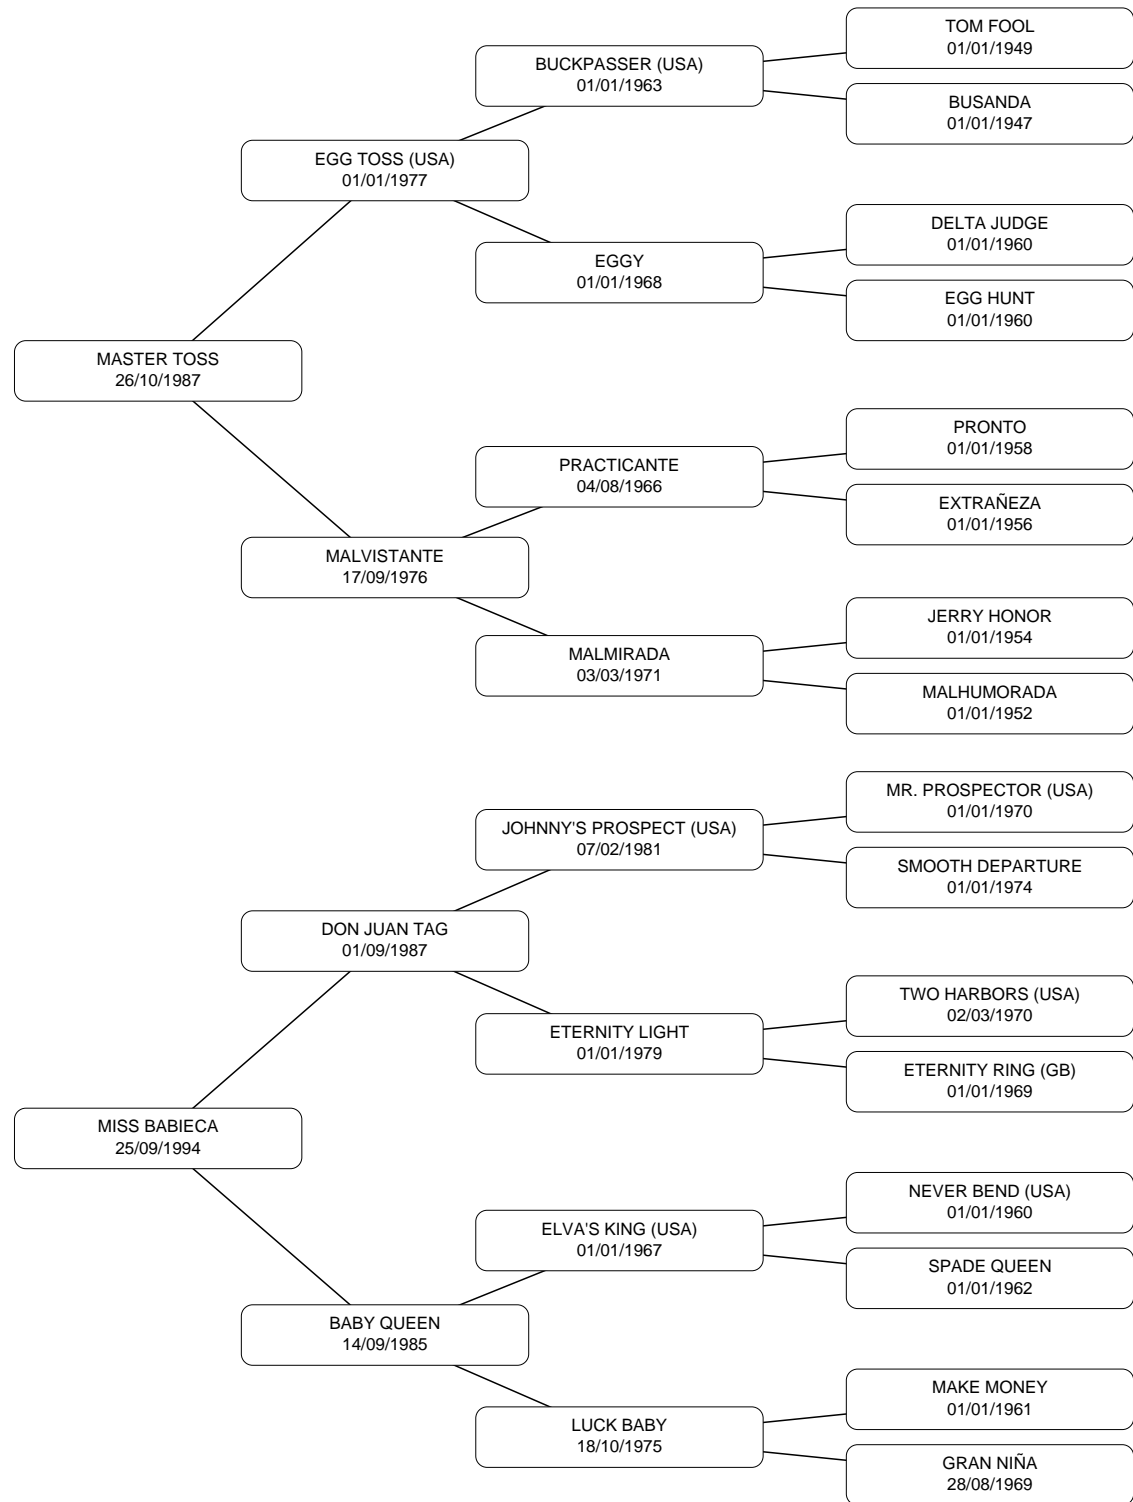 TOM FOOL
01/01/1949
BUCKPASSER (USA)
01/01/1963
BUSANDA
01/01/1947
EGG TOSS (USA)
01/01/1977
DELTA JUDGE
01/01/1960
EGGY
01/01/1968
EGG HUNT
01/01/1960
MASTER TOSS
26/10/1987
PRONTO
01/01/1958
PRACTICANTE
04/08/1966
EXTRAÑEZA
01/01/1956
MALVISTANTE
17/09/1976
JERRY HONOR
01/01/1954
MALMIRADA
03/03/1971
MALHUMORADA
01/01/1952
MR. PROSPECTOR (USA)
01/01/1970
JOHNNY'S PROSPECT (USA)
07/02/1981
SMOOTH DEPARTURE
01/01/1974
DON JUAN TAG
01/09/1987
TWO HARBORS (USA)
02/03/1970
ETERNITY LIGHT
01/01/1979
ETERNITY RING (GB)
01/01/1969
MISS BABIECA
25/09/1994
NEVER BEND (USA)
01/01/1960
ELVA'S KING (USA)
01/01/1967
SPADE QUEEN
01/01/1962
BABY QUEEN
14/09/1985
MAKE MONEY
01/01/1961
LUCK BABY
18/10/1975
GRAN NIÑA
28/08/1969